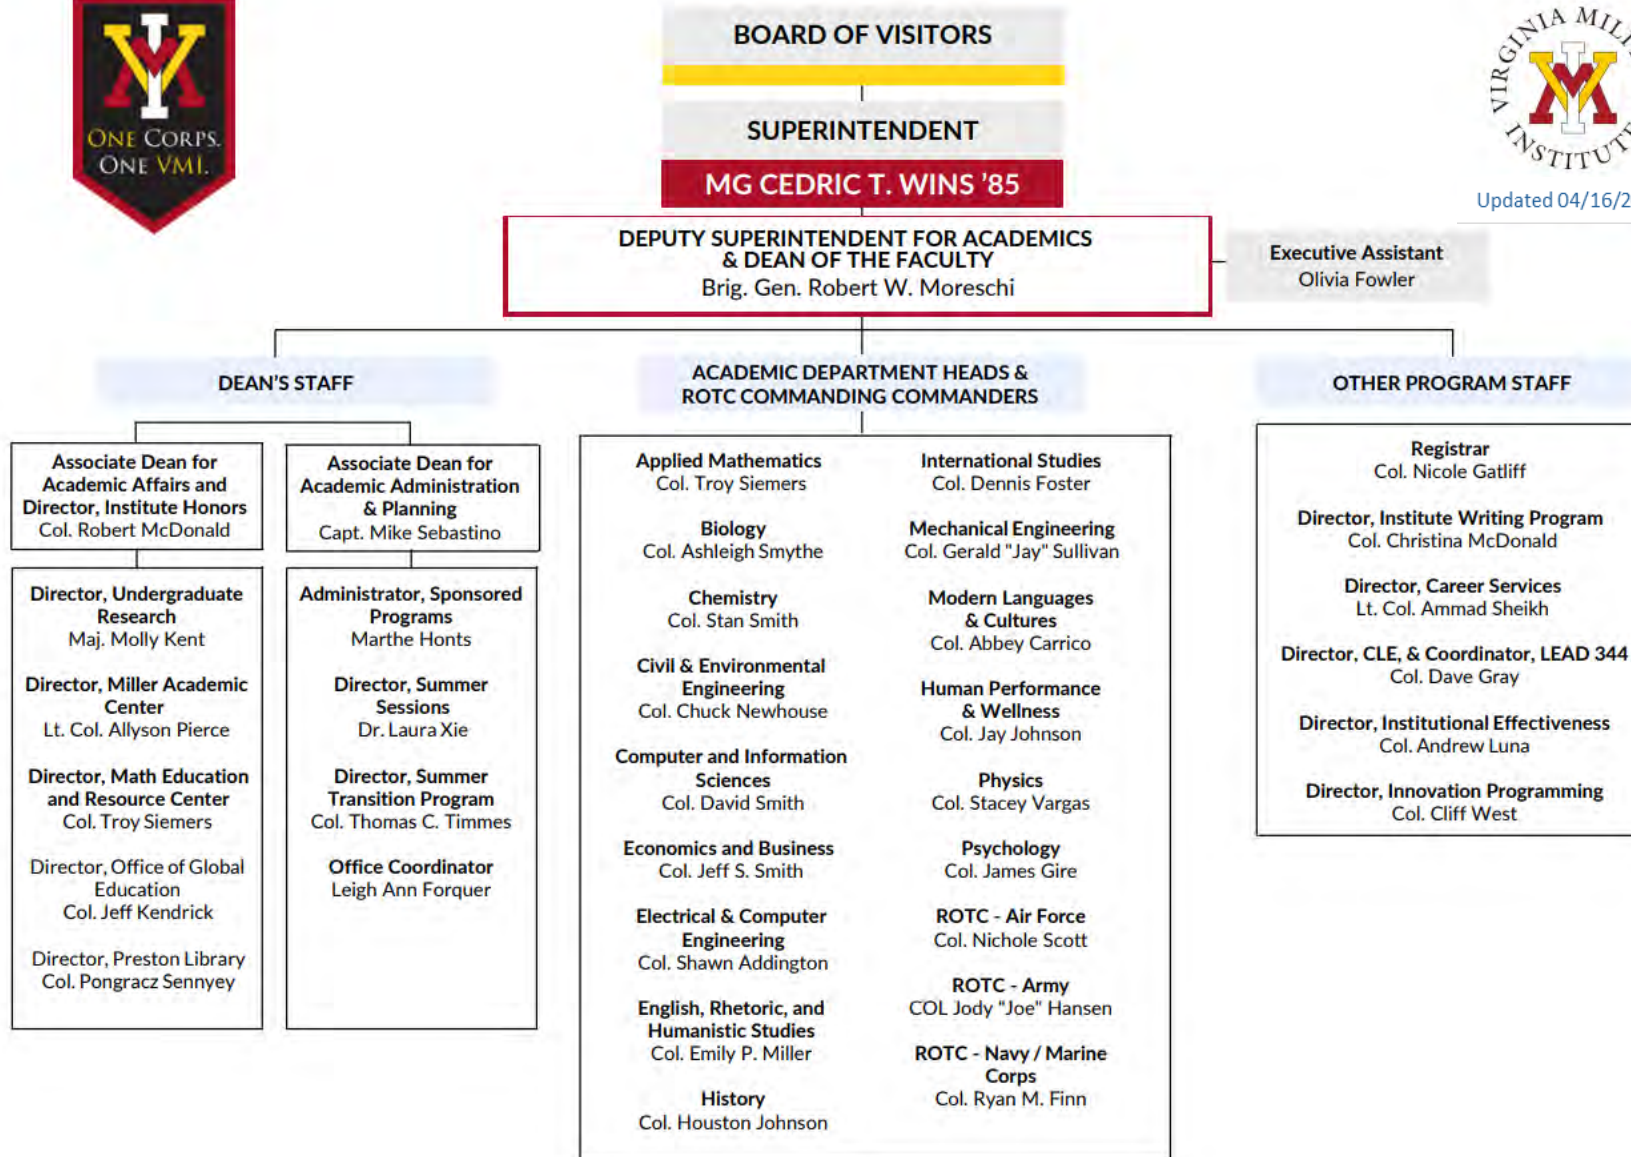 ONE CORPS.
ONE VMI.
BOARD OF VISITORS
SUPERINTENDENT
MG CEDRIC T. WINS '85
VIRGINIA
INSTITUTE
Updated 04/16/2
DEPUTY SUPERINTENDENT FOR ACADEMICS
& DEAN OF THE FACULTY
Brig. Gen. Robert W. Moreschi
Executive Assistant
Olivia Fowler
DEAN'S STAFF
Associate Dean for
Academic Affairs and
Director, Institute Honors
Col. Robert McDonald
Director, Undergraduate
Research
Maj. Molly Kent
Director, Miller Academic
Center
Lt. Col. Allyson Pierce
Director, Math Education
and Resource Center
Col. Troy Siemers
Director, Office of Global
Education
Col. Jeff Kendrick
Director, Preston Library
Col. Pongracz Sennyey
Associate Dean for
Academic Administration
& Planning
Capt. Mike Sebastino
Administrator, Sponsored
Programs
Marthe Honts
Director, Summer
Sessions
Dr. Laura Xie
Director, Summer
Transition Program
Col. Thomas C. Timmes
Office Coordinator
Leigh Ann Forquer
ACADEMIC DEPARTMENT HEADS &
ROTC COMMANDING COMMANDERS
Applied Mathematics
Col. Troy Siemers
Biology
Col. Ashleigh Smythe
Chemistry
Col. Stan Smith
Civil & Environmental
Engineering
Col. Chuck Newhouse
Computer and Information
Sciences
Col. David Smith
Economics and Business
Col. Jeff S. Smith
Electrical & Computer
Engineering
Col. Shawn Addington
English, Rhetoric, and
Humanistic Studies
Col. Emily P. Miller
History
Col. Houston Johnson
International Studies
Col. Dennis Foster
Mechanical Engineering
Col. Gerald "Jay" Sullivan
Modern Languages
& Cultures
Col. Abbey Carrico
Human Performance
& Wellness
Col. Jay Johnson
Physics
Col. Stacey Vargas
Psychology
Col. James Gire
ROTC - Air Force
Col. Nichole Scott
ROTC - Army
COL Jody "Joe" Hansen
ROTC - Navy / Marine
Corps
Col. Ryan M. Finn
OTHER PROGRAM STAFF
Registrar
Col. Nicole Gatliff
Director, Institute Writing Program
Col. Christina McDonald
Director, Career Services
Lt. Col. Ammad Sheikh
Director, CLE, & Coordinator, LEAD 344
Col. Dave Gray
Director, Institutional Effectiveness
Col. Andrew Luna
Director, Innovation Programming
Col. Cliff West